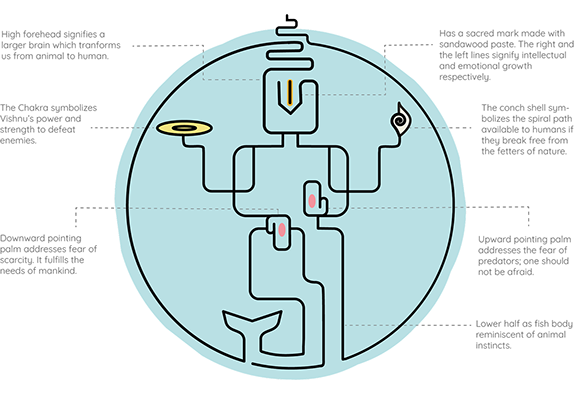 High forehead signifies a
larger brain which tranforms
us from animal to human.
Has a sacred mark made with
sandawood paste. The right and
the left lines signify intellectual
and emotional growth
respectively.
The Chakra symbolizes
Vishnu's power and
strength to defeat
enemies.
The conch shell sym-
bolizes the spiral path
available to humans if
they break free from
the fetters of nature.
Downward pointing
palm addresses fear of
scarcity. It fulfills the
needs of mankind.
Upward pointing palm
addresses the fear of
predators; one should
not be afraid.
Lower half as fish body
reminiscent of animal
instincts.